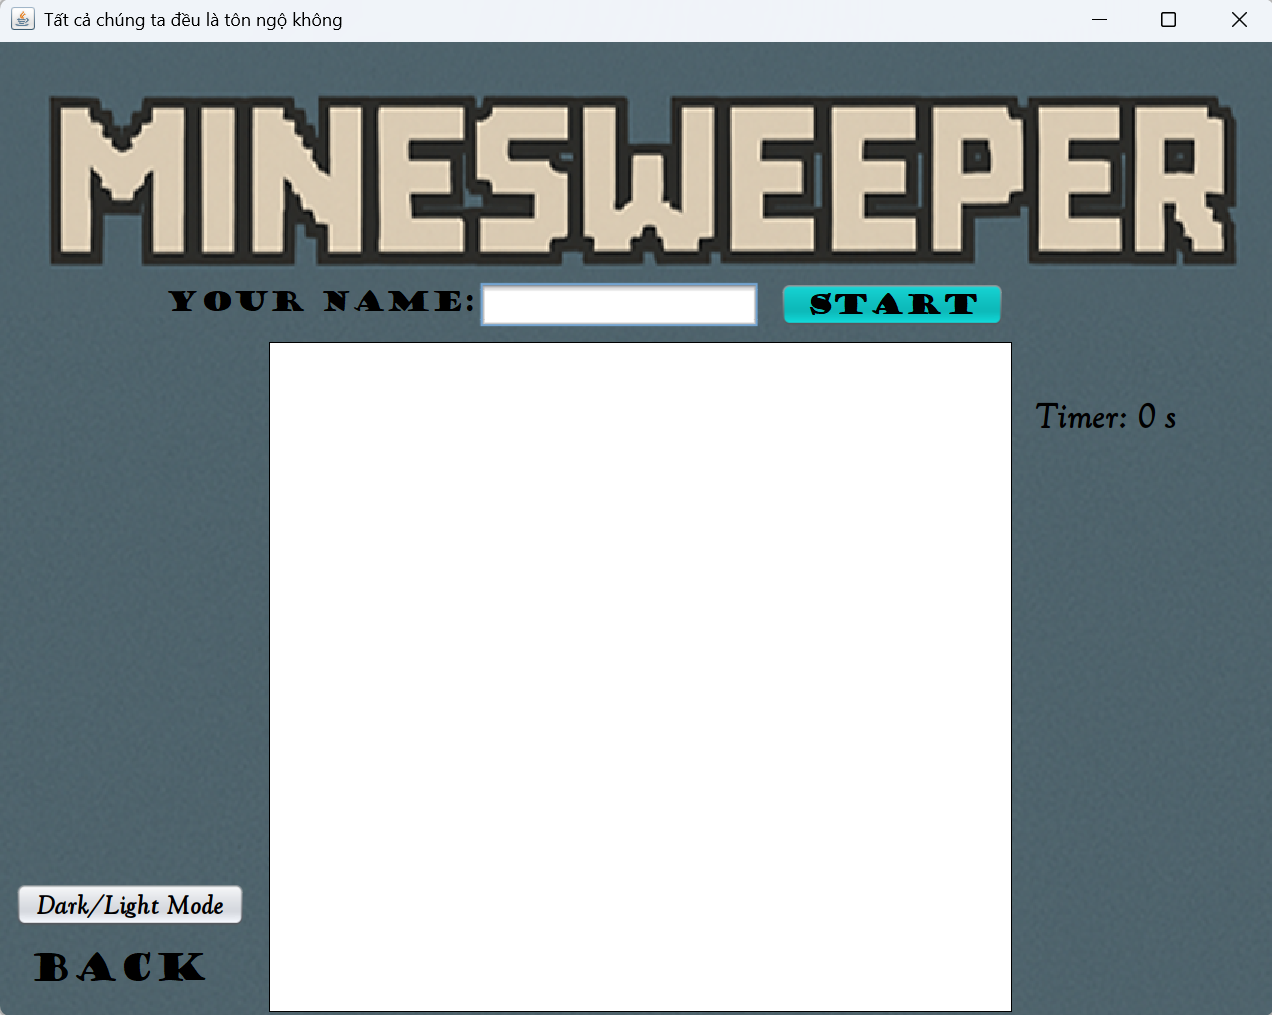 Tất cả chúng ta đều là tôn ngộ không
MINESWEEPER
YOUR NAME: START
Timer: 0 s
Dark/Light Mode
BACK